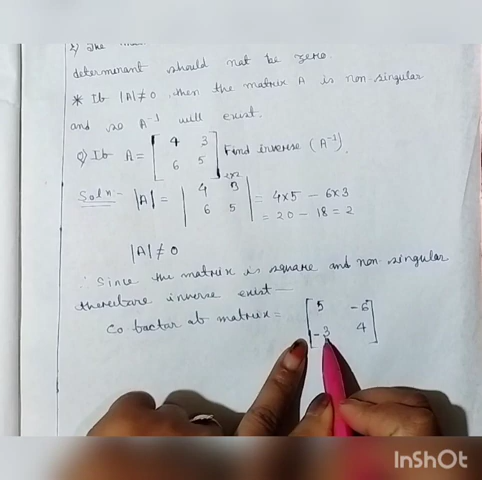 2) The
determinant should not be zero.
* If |A|≠0, then the matrix A is non-singular
and so A⁻¹ will exist.
Q) If A = [4 3
6 5]₂ₓ₂ Find inverse (A⁻¹).
Soln:- |A| = |4 3
6 5| = 4×5 - 6×3
= 20 - 18 = 2
|A| ≠ 0
∴ Since the matrix is square and non-singular
therefore inverse exist —
Co factor of matrix = [5 -6
-3 4]
InShOt